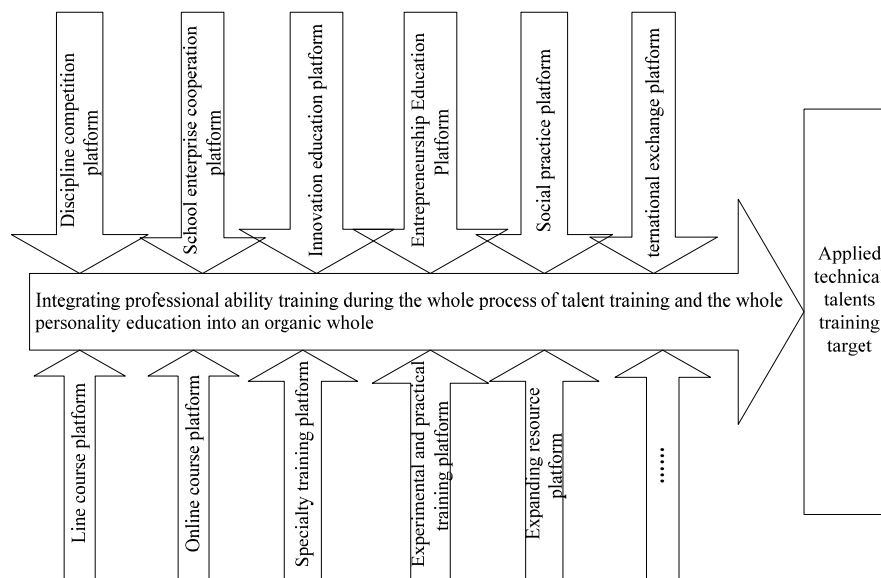 Discipline competition
platform
School enterprise cooperation
platform
Innovation education platform
Entrepreneurship Education
Platform
Social practice platform
ternational exchange platform
Integrating professional ability training during the whole process of talent training and the whole
personality education into an organic whole
Applied
technical
talents
training
target
Line course platform
Online course platform
Specialty training platform
Experimental and practical
training platform
Expanding resource
platform
……